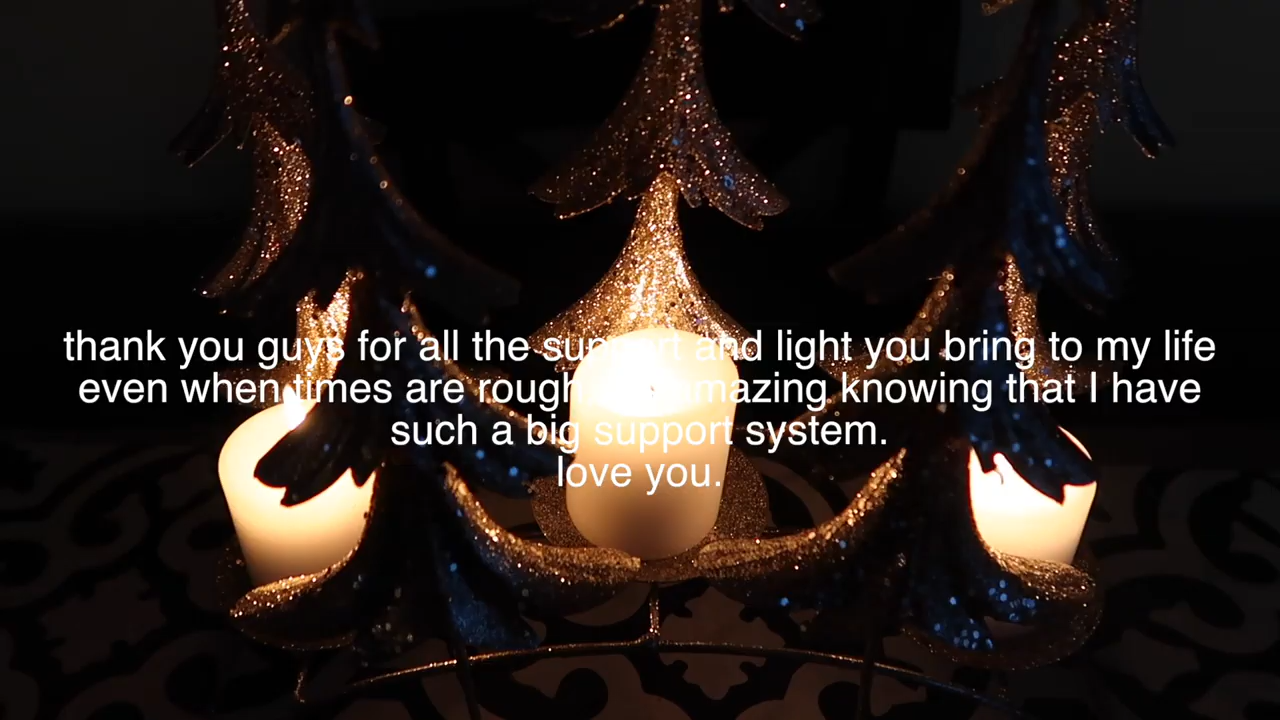 thank you guys for all the support and light you bring to my life
even when times are rough amazing knowing that I have
such a big support system.
love you.